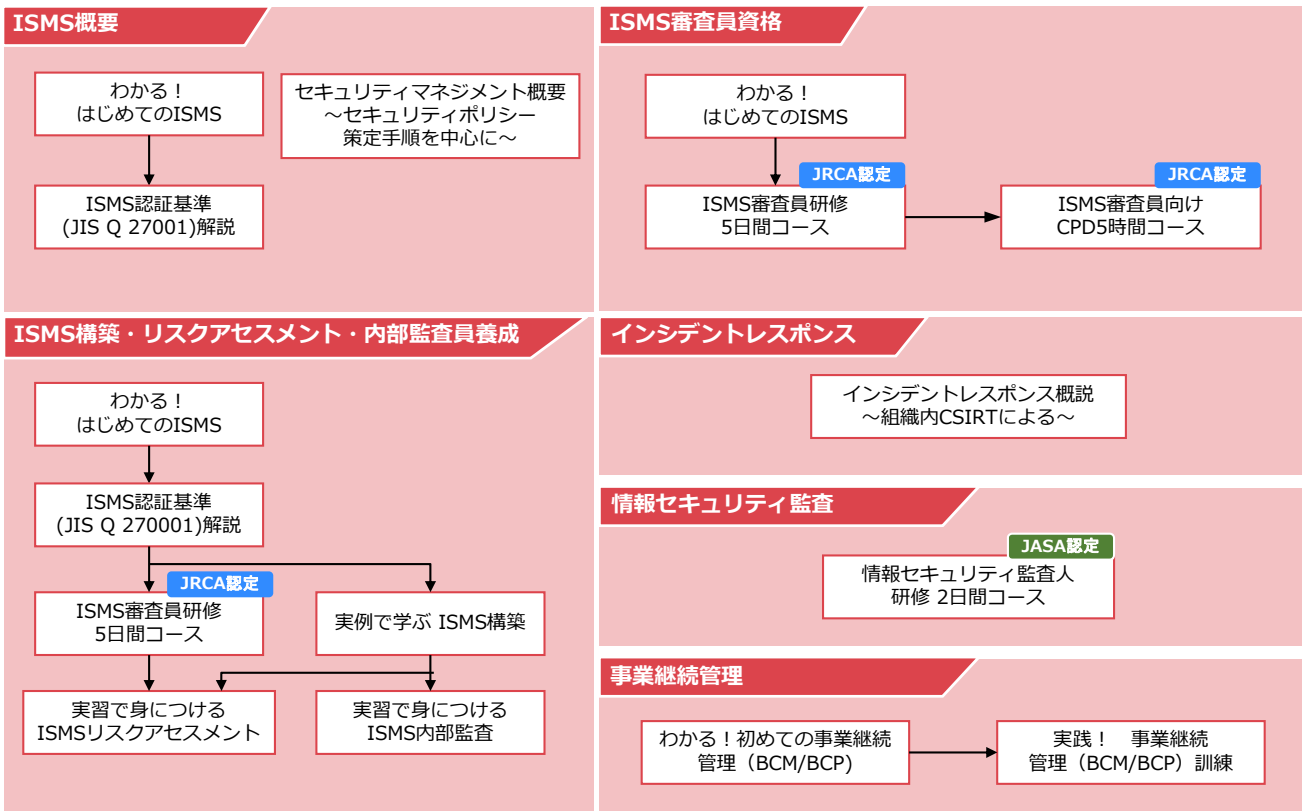 ISMS概要
わかる！
はじめてのISMS
セキュリティマネジメント概要
～セキュリティポリシー
策定手順を中心に～
ISMS認証基準
(JIS Q 27001)解説
ISMS審査員資格
わかる！
はじめてのISMS
JRCA認定
ISMS審査員研修
5日間コース
JRCA認定
ISMS審査員向け
CPD5時間コース
ISMS構築・リスクアセスメント・内部監査員養成
わかる！
はじめてのISMS
ISMS認証基準
(JIS Q 270001)解説
JRCA認定
ISMS審査員研修
5日間コース
実例で学ぶ ISMS構築
実習で身につける
ISMSリスクアセスメント
実習で身につける
ISMS内部監査
インシデントレスポンス
インシデントレスポンス概説
～組織内CSIRTによる～
情報セキュリティ監査
JASA認定
情報セキュリティ監査人
研修 2日間コース
事業継続管理
わかる！初めての事業継続
管理（BCM/BCP)
実践！　事業継続
管理（BCM/BCP）訓練